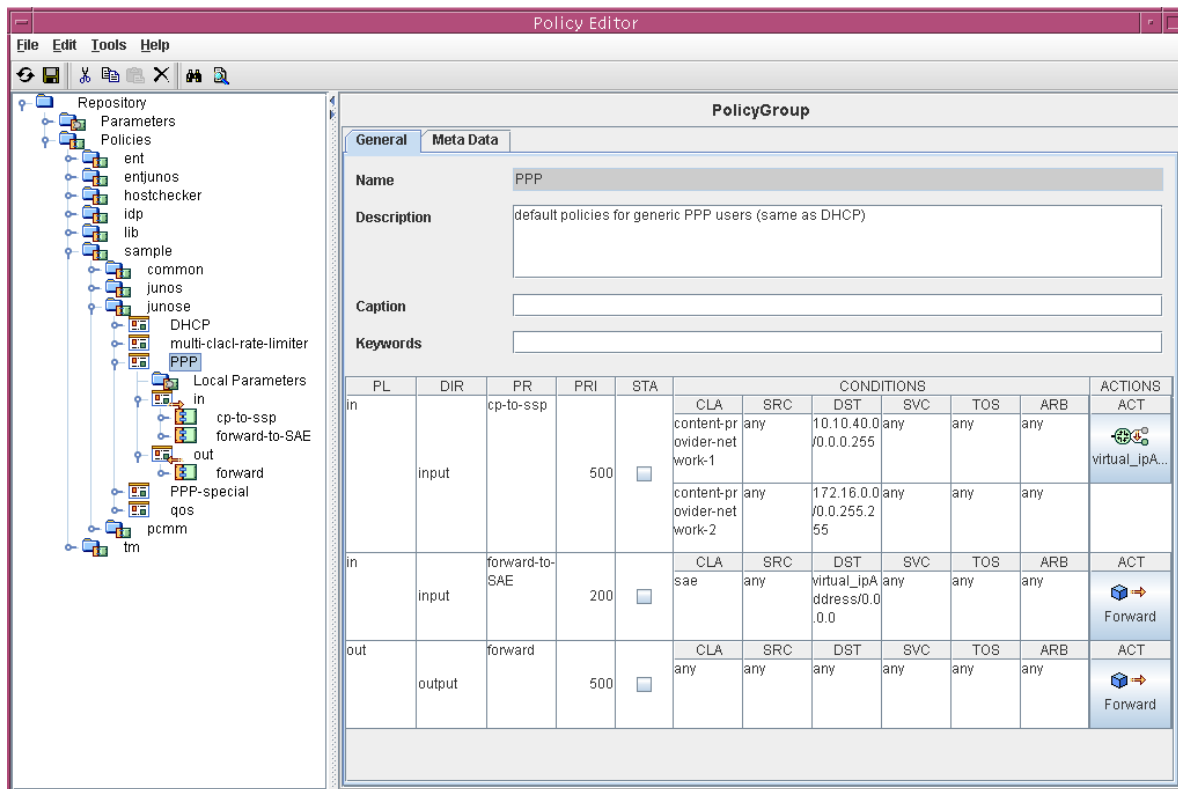 Policy Editor
File Edit Tools Help
Repository
Parameters
Policies
ent
entjunos
hostchecker
idp
lib
sample
common
junos
junose
DHCP
multi-clacl-rate-limiter
PPP
Local Parameters
in
cp-to-ssp
forward-to-SAE
out
forward
PPP-special
qos
pcmm
tm
PolicyGroup
General Meta Data
Name PPP
Description default policies for generic PPP users (same as DHCP)
Caption
Keywords
PL DIR PR PRI STA CONDITIONS ACTIONS
in cp-to-ssp CLA SRC DST SVC TOS ARB ACT
content-pr any 10.10.40.0 any any any
ovider-net /0.0.0.255
work-1 virtual_ipA...
input 500
content-pr any 172.16.0.0 any any any
ovider-net /0.0.255.2
work-2 55
in forward-to- CLA SRC DST SVC TOS ARB ACT
SAE sae any virtual_ipA any any any
input 200 ddress/0.0
.0.0 Forward
out forward CLA SRC DST SVC TOS ARB ACT
any any any any any any
output 500
Forward